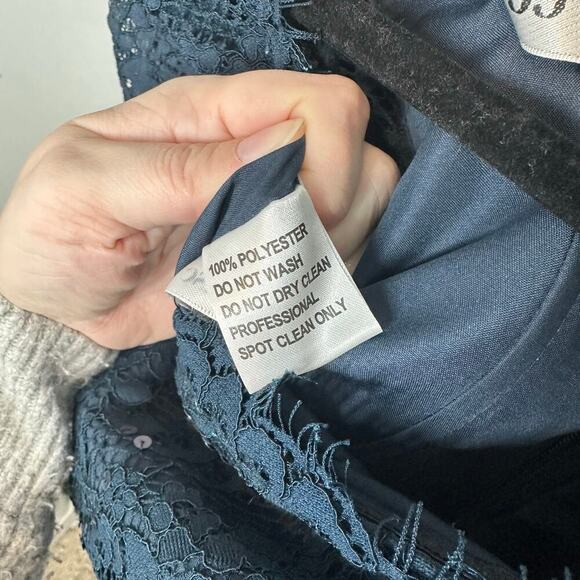 100% POLYESTER
DO NOT WASH
DO NOT DRY CLEAN
PROFESSIONAL
SPOT CLEAN ONLY